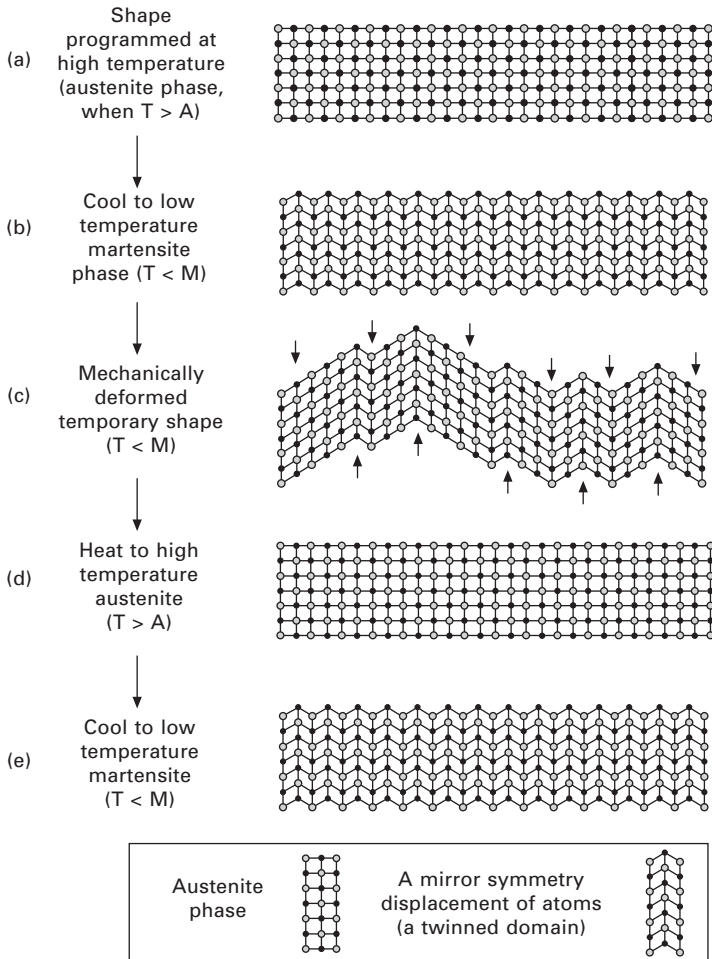 Shape
programmed at
(a) high temperature
(austenite phase,
when T > A)
Cool to low
(b) temperature
martensite
phase (T < M)
Mechanically
(c) deformed
temporary shape
(T < M)
Heat to high
(d) temperature
austenite
(T > A)
Cool to low
(e) temperature
martensite
(T < M)
Austenite
phase
A mirror symmetry
displacement of atoms
(a twinned domain)